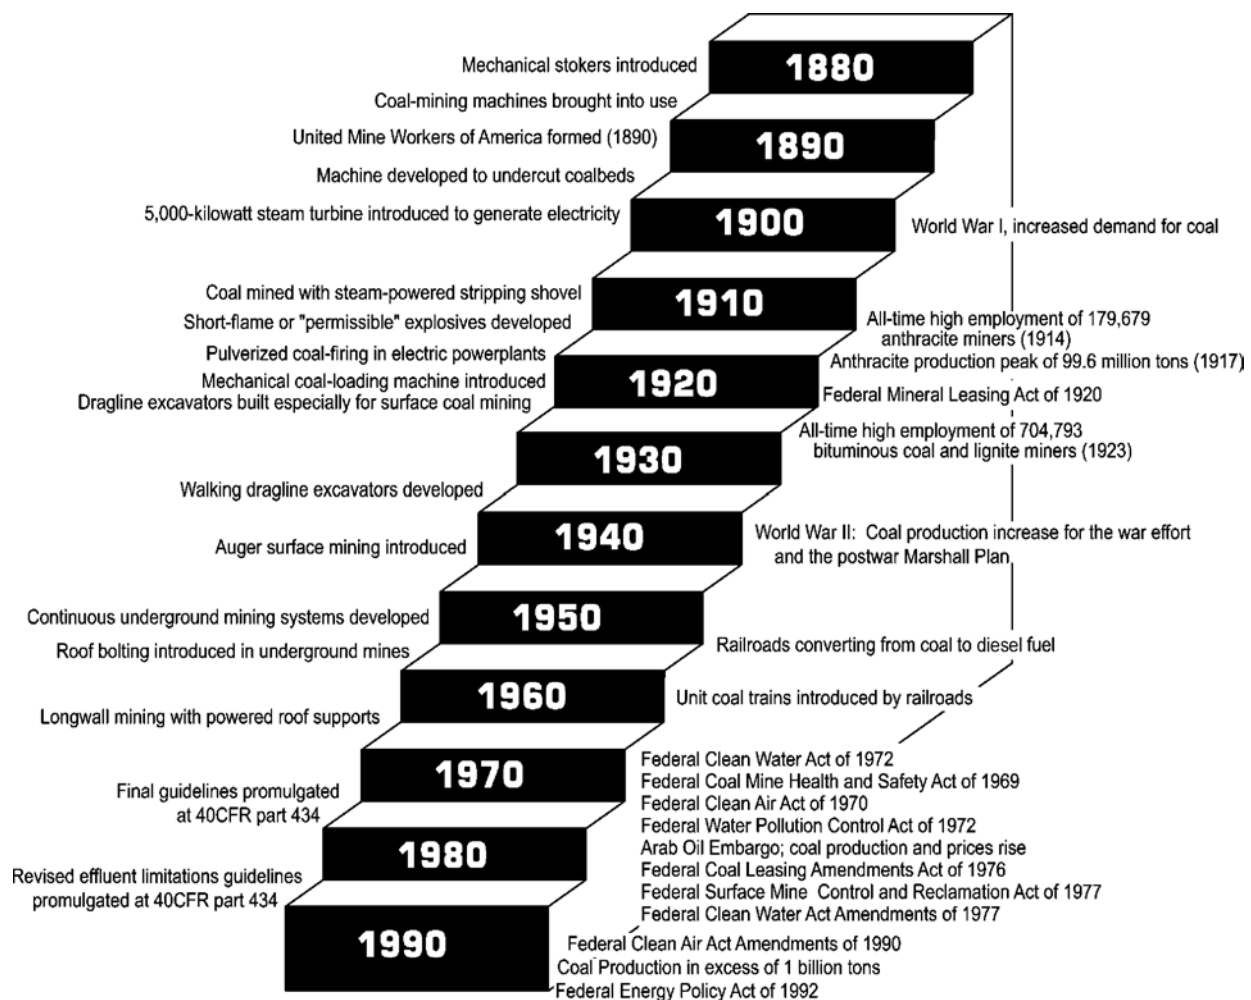 Mechanical stokers introduced
1880
Coal-mining machines brought into use
United Mine Workers of America formed (1890)
1890
Machine developed to undercut coalbeds
5,000-kilowatt steam turbine introduced to generate electricity
1900
World War I, increased demand for coal
Coal mined with steam-powered stripping shovel
1910
Short-flame or "permissible" explosives developed
All-time high employment of 179,679
anthracite miners (1914)
Pulverized coal-firing in electric powerplants
Anthracite production peak of 99.6 million tons (1917)
Mechanical coal-loading machine introduced
1920
Dragline excavators built especially for surface coal mining
Federal Mineral Leasing Act of 1920
All-time high employment of 704,793
bituminous coal and lignite miners (1923)
1930
Walking dragline excavators developed
1940
Auger surface mining introduced
World War II: Coal production increase for the war effort
and the postwar Marshall Plan
Continuous underground mining systems developed
1950
Roof bolting introduced in underground mines
Railroads converting from coal to diesel fuel
1960
Unit coal trains introduced by railroads
Longwall mining with powered roof supports
1970
Federal Clean Water Act of 1972
Federal Coal Mine Health and Safety Act of 1969
Federal Clean Air Act of 1970
Federal Water Pollution Control Act of 1972
Arab Oil Embargo; coal production and prices rise
Federal Coal Leasing Amendments Act of 1976
Federal Surface Mine Control and Reclamation Act of 1977
Federal Clean Water Act Amendments of 1977
Final guidelines promulgated
at 40CFR part 434
1980
Revised effluent limitations guidelines
promulgated at 40CFR part 434
1990
Federal Clean Air Act Amendments of 1990
Coal Production in excess of 1 billion tons
Federal Energy Policy Act of 1992